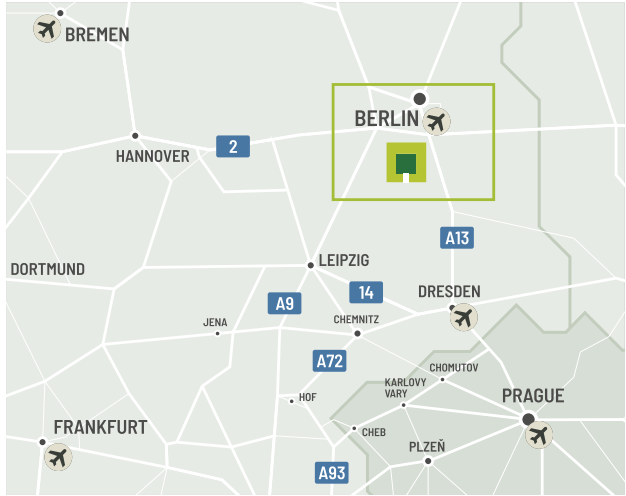 BREMEN
BERLIN
2
HANNOVER
A13
LEIPZIG
DORTMUND
14
DRESDEN
A9
JENA
CHEMNITZ
A72
CHOMUTOV
KARLOVY
VARY
HOF
PRAGUE
FRANKFURT
CHEB
PLZEŇ
A93